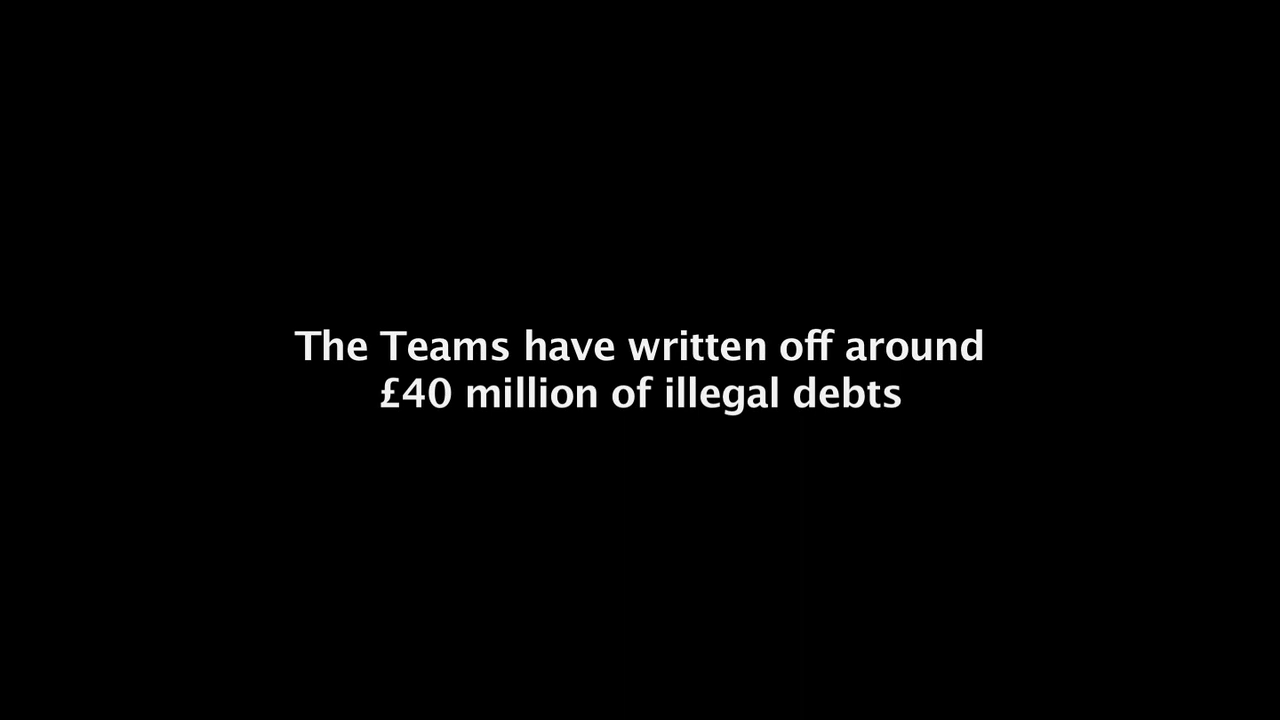 The Teams have written off around
£40 million of illegal debts